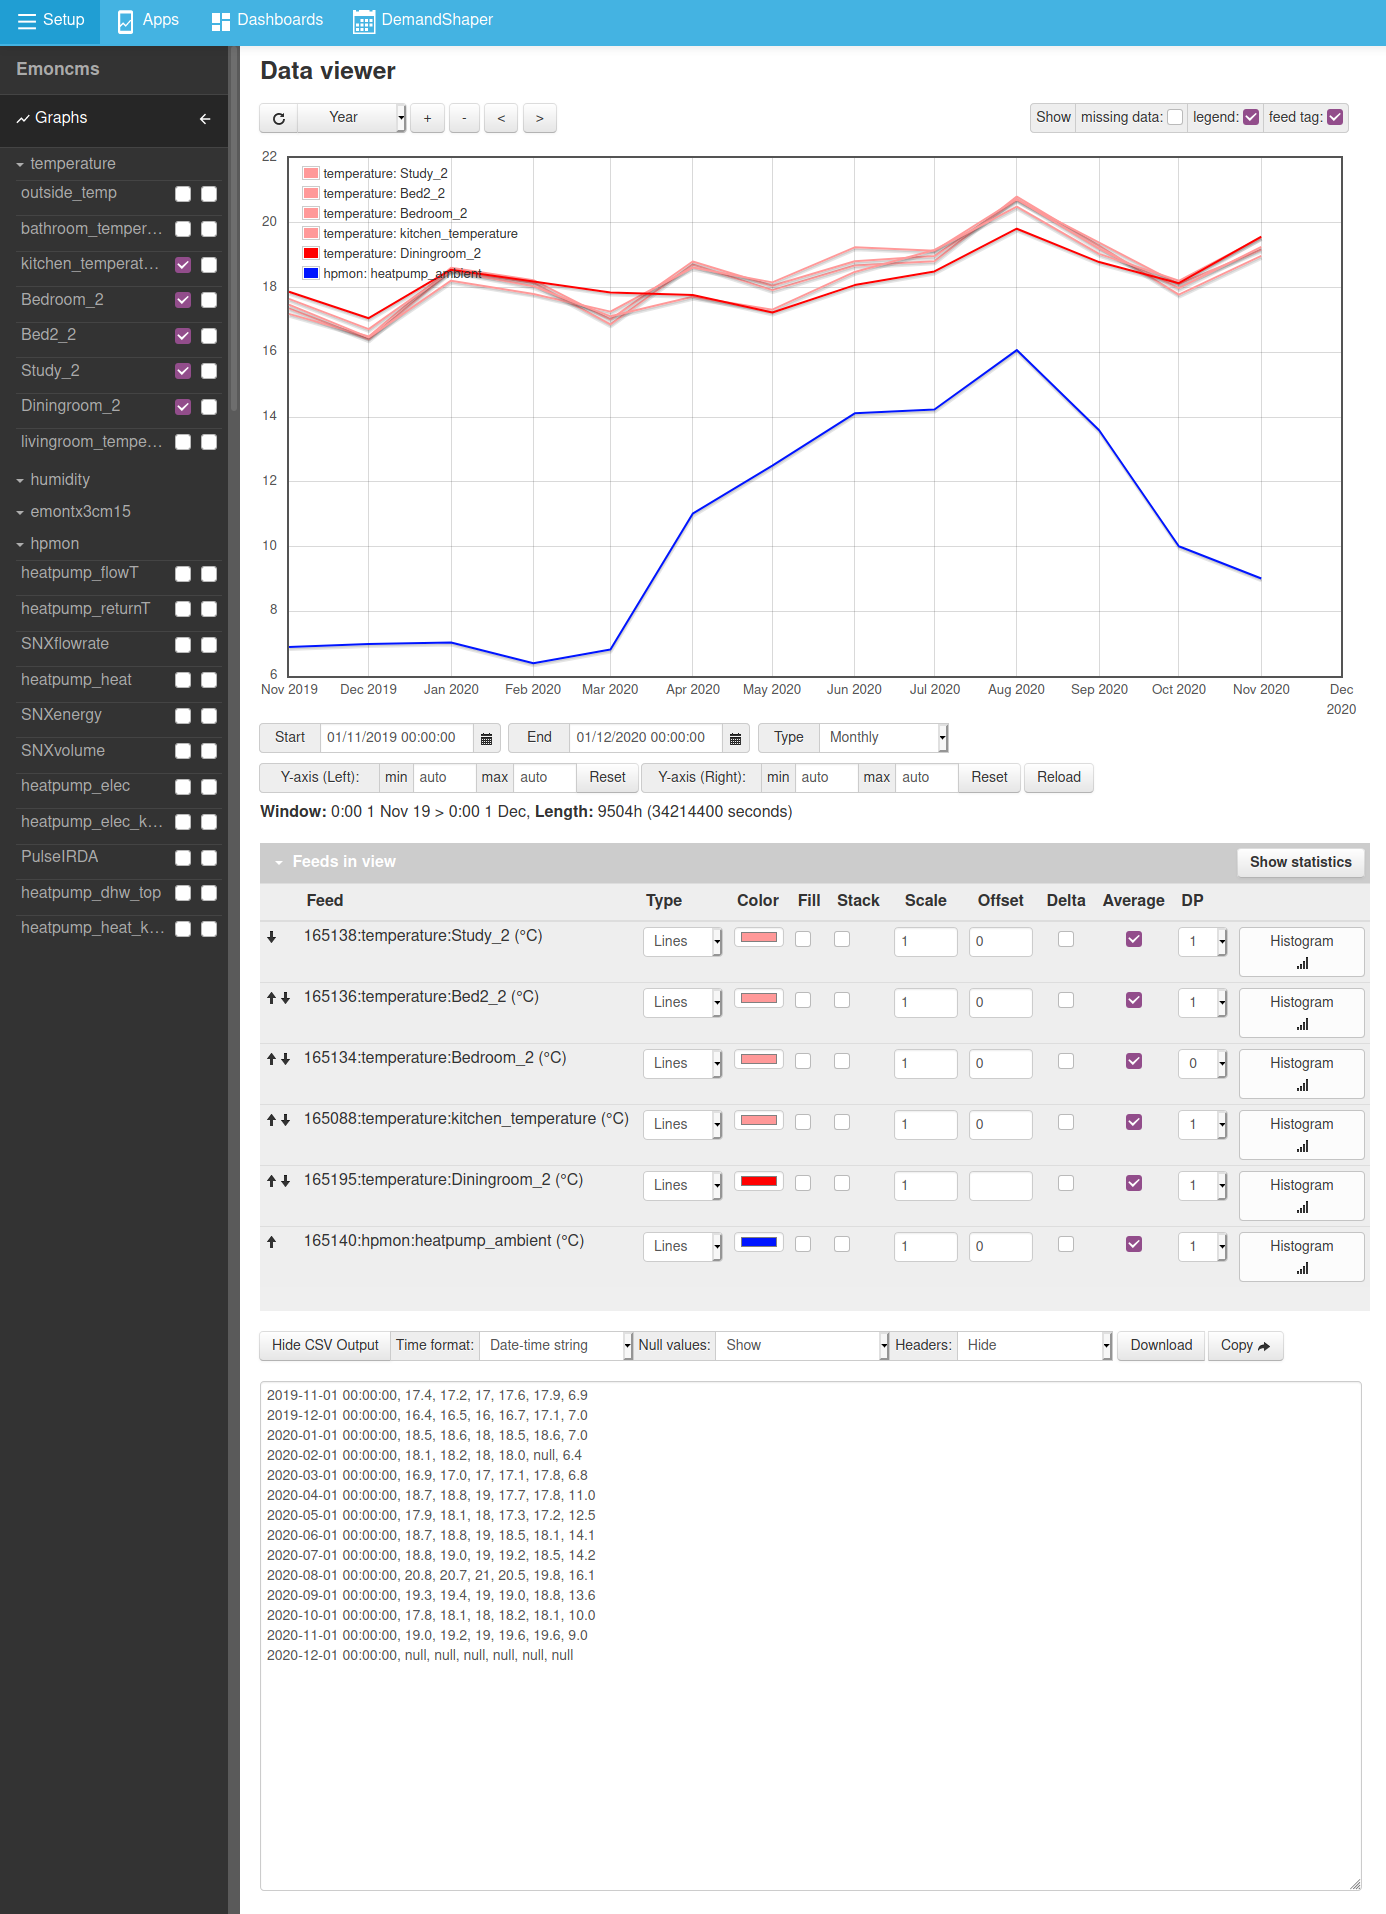 Setup Apps Dashboards DemandShaper
Emoncms
Graphs
temperature
outside_temp
bathroom_temper...
kitchen_temperat...
Bedroom_2
Bed2_2
Study_2
Diningroom_2
livingroom_tempe...
humidity
emontx3cm15
hpmon
heatpump_flowT
heatpump_returnT
SNXflowrate
heatpump_heat
SNXenergy
SNXvolume
heatpump_elec
heatpump_elec_k...
PulseIRDA
heatpump_dhw_top
heatpump_heat_k...
Data viewer
Year + - < > Show missing data: legend: feed tag:
temperature: Study_2
temperature: Bed2_2
temperature: Bedroom_2
temperature: kitchen_temperature
temperature: Diningroom_2
hpmon: heatpump_ambient
22
20
18
16
14
12
10
8
6
Nov 2019 Dec 2019 Jan 2020 Feb 2020 Mar 2020 Apr 2020 May 2020 Jun 2020 Jul 2020 Aug 2020 Sep 2020 Oct 2020 Nov 2020 Dec
2020
Start 01/11/2019 00:00:00 End 01/12/2020 00:00:00 Type Monthly
Y-axis (Left): min auto max auto Reset Y-axis (Right): min auto max auto Reset Reload
Window: 0:00 1 Nov 19 > 0:00 1 Dec, Length: 9504h (34214400 seconds)
Feeds in view Show statistics
Feed Type Color Fill Stack Scale Offset Delta Average DP
165138:temperature:Study_2 (°C) Lines 1 0 1 Histogram
165136:temperature:Bed2_2 (°C) Lines 1 0 1 Histogram
165134:temperature:Bedroom_2 (°C) Lines 1 0 0 Histogram
165088:temperature:kitchen_temperature (°C) Lines 1 0 1 Histogram
165195:temperature:Diningroom_2 (°C) Lines 1 1 Histogram
165140:hpmon:heatpump_ambient (°C) Lines 1 0 1 Histogram
Hide CSV Output Time format: Date-time string Null values: Show Headers: Hide Download Copy
2019-11-01 00:00:00, 17.4, 17.2, 17, 17.6, 17.9, 6.9
2019-12-01 00:00:00, 16.4, 16.5, 16, 16.7, 17.1, 7.0
2020-01-01 00:00:00, 18.5, 18.6, 18, 18.5, 18.6, 7.0
2020-02-01 00:00:00, 18.1, 18.2, 18, 18.0, null, 6.4
2020-03-01 00:00:00, 16.9, 17.0, 17, 17.1, 17.8, 6.8
2020-04-01 00:00:00, 18.7, 18.8, 19, 17.7, 17.8, 11.0
2020-05-01 00:00:00, 17.9, 18.1, 18, 17.3, 17.2, 12.5
2020-06-01 00:00:00, 18.7, 18.8, 19, 18.5, 18.1, 14.1
2020-07-01 00:00:00, 18.8, 19.0, 19, 19.2, 18.5, 14.2
2020-08-01 00:00:00, 20.8, 20.7, 21, 20.5, 19.8, 16.1
2020-09-01 00:00:00, 19.3, 19.4, 19, 19.0, 18.8, 13.6
2020-10-01 00:00:00, 17.8, 18.1, 18, 18.2, 18.1, 10.0
2020-11-01 00:00:00, 19.0, 19.2, 19, 19.6, 19.6, 9.0
2020-12-01 00:00:00, null, null, null, null, null, null